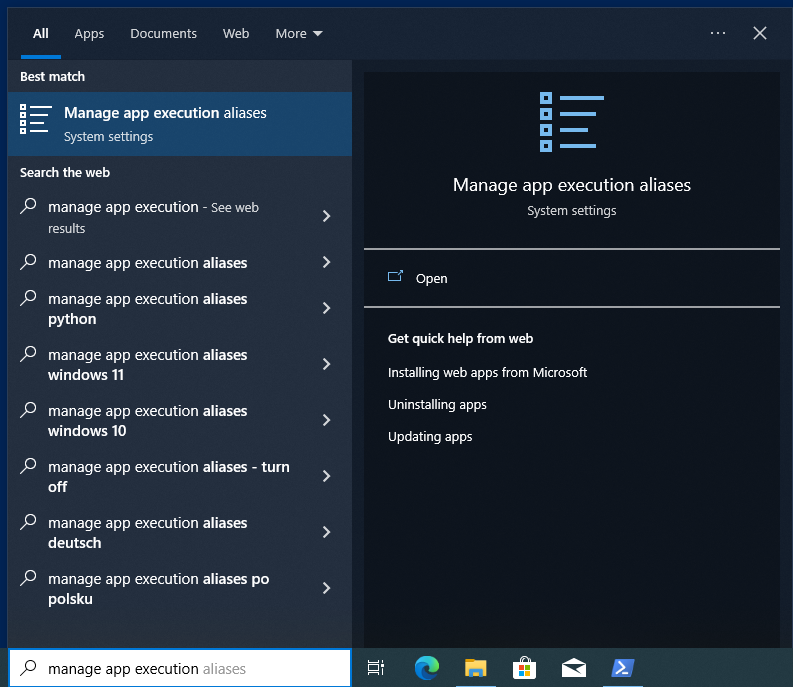 All Apps Documents Web More
Best match
Manage app execution aliases
System settings
Search the web
manage app execution - See web
results
manage app execution aliases
manage app execution aliases
python
manage app execution aliases
windows 11
manage app execution aliases
windows 10
manage app execution aliases - turn
off
manage app execution aliases
deutsch
manage app execution aliases po
polsku
manage app execution aliases
Manage app execution aliases
System settings
Open
Get quick help from web
Installing web apps from Microsoft
Uninstalling apps
Updating apps